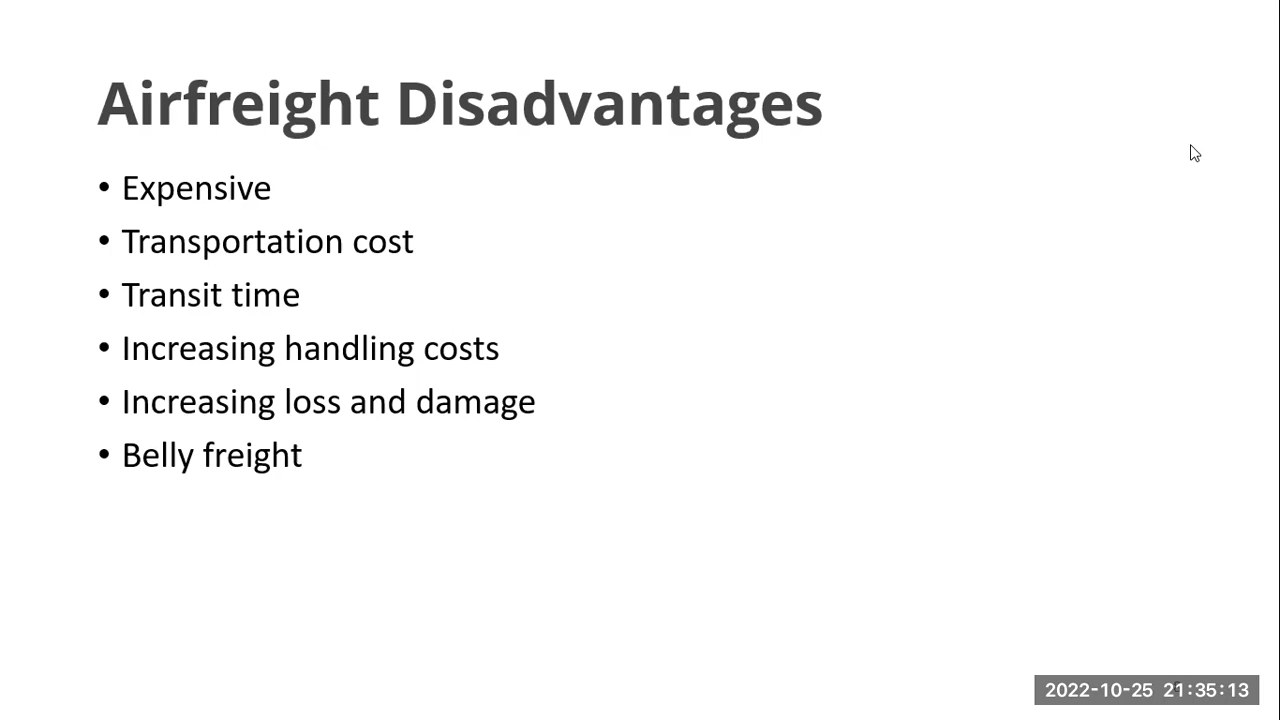 Airfreight Disadvantages
• Expensive
• Transportation cost
• Transit time
• Increasing handling costs
• Increasing loss and damage
• Belly freight
2022-10-25 21:35:13